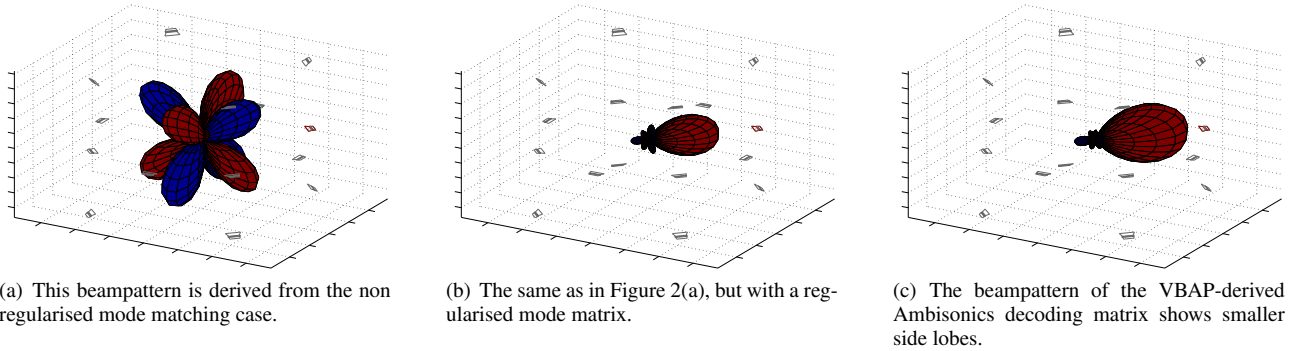 (a) This beampattern is derived from the non
regularised mode matching case.
(b) The same as in Figure 2(a), but with a reg-
ularised mode matrix.
(c) The beampattern of the VBAP-derived
Ambisonics decoding matrix shows smaller
side lobes.